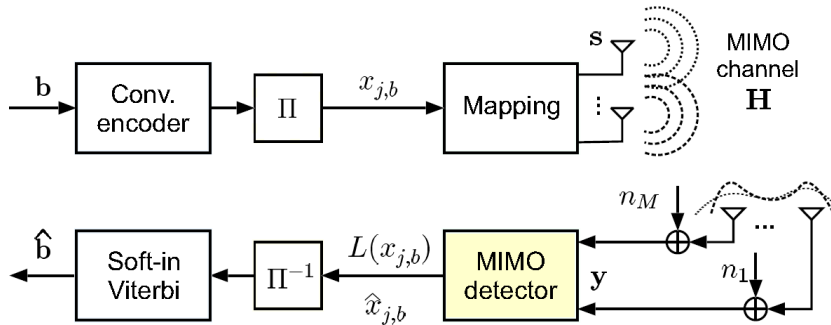 b
Conv.
encoder
Π
x_{j,b}
Mapping
⋮
s
MIMO
channel
H
b̂
Soft-in
Viterbi
Π⁻¹
L(x_{j,b})
x̂_{j,b}
MIMO
detector
y
n_M
n_1
...